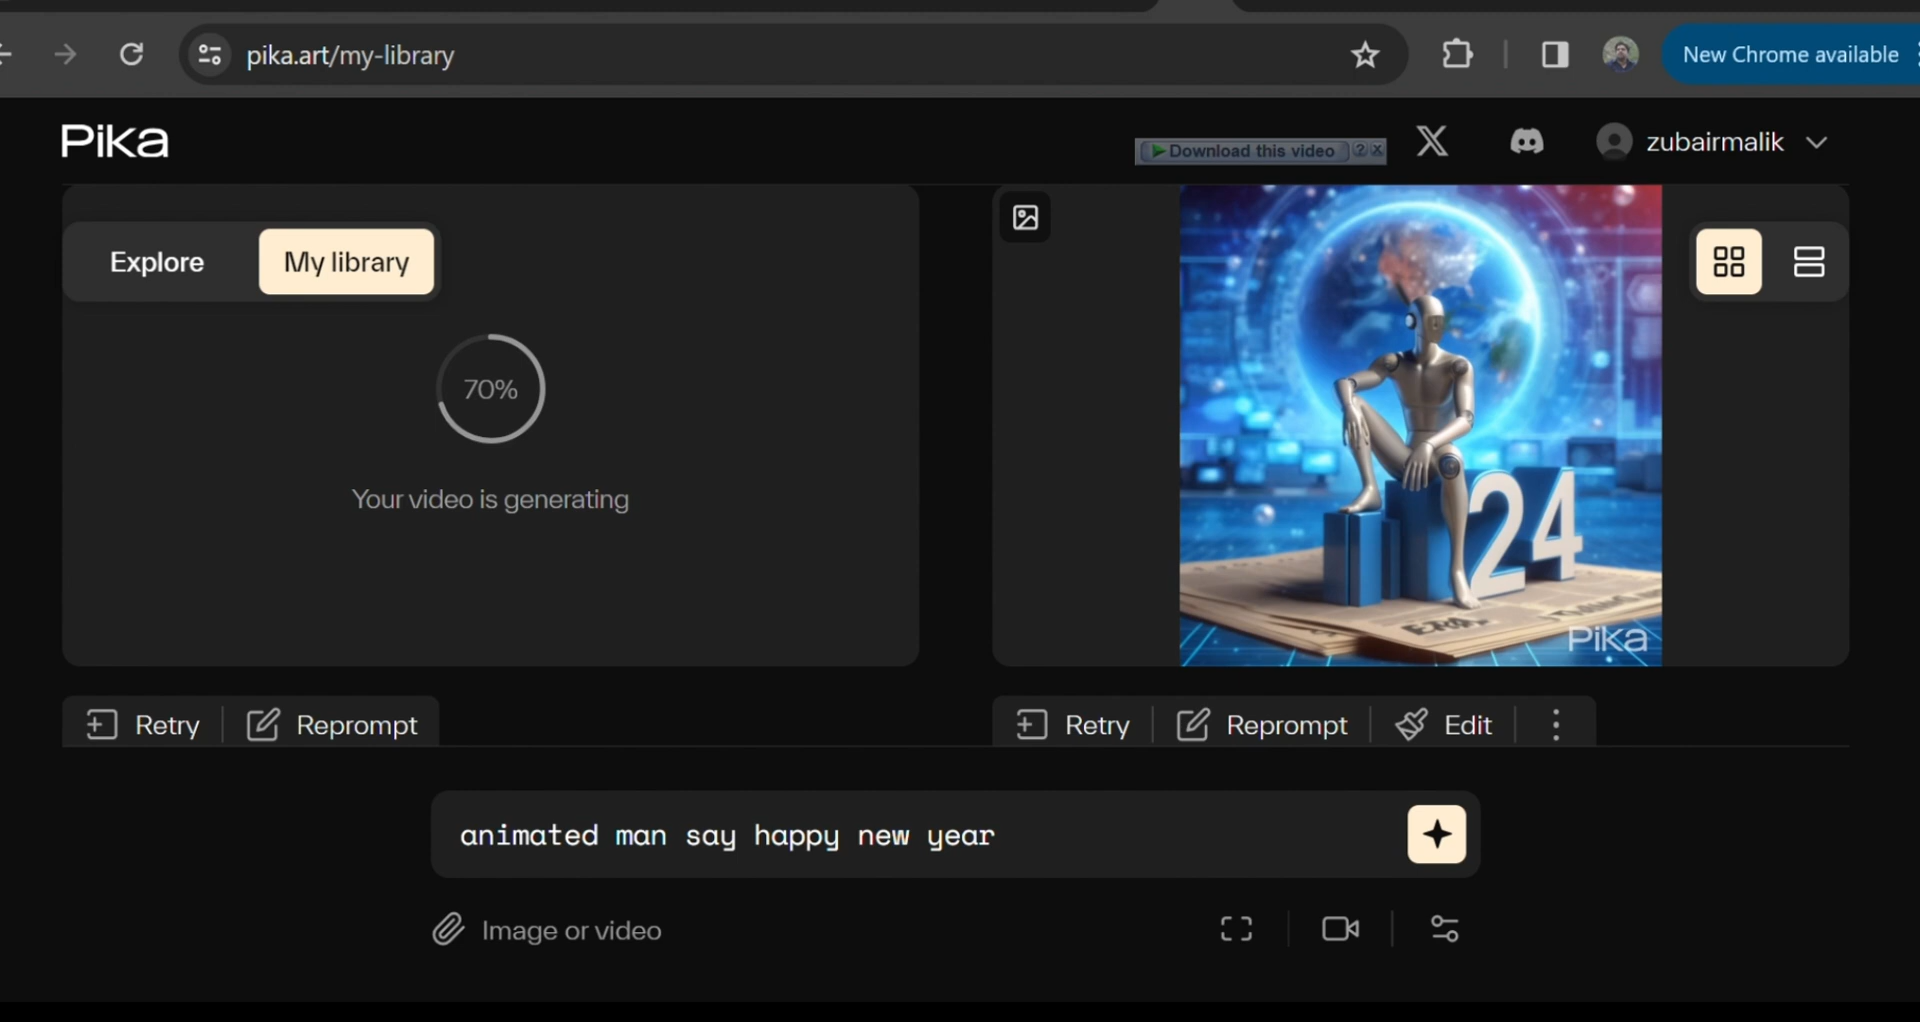 pika.art/my-library
New Chrome available
Pika
Download this video
?
X
zubairmalik
Explore
My library
70%
Your video is generating
24
Pika
Retry
Reprompt
Retry
Reprompt
Edit
animated man say happy new year
Image or video